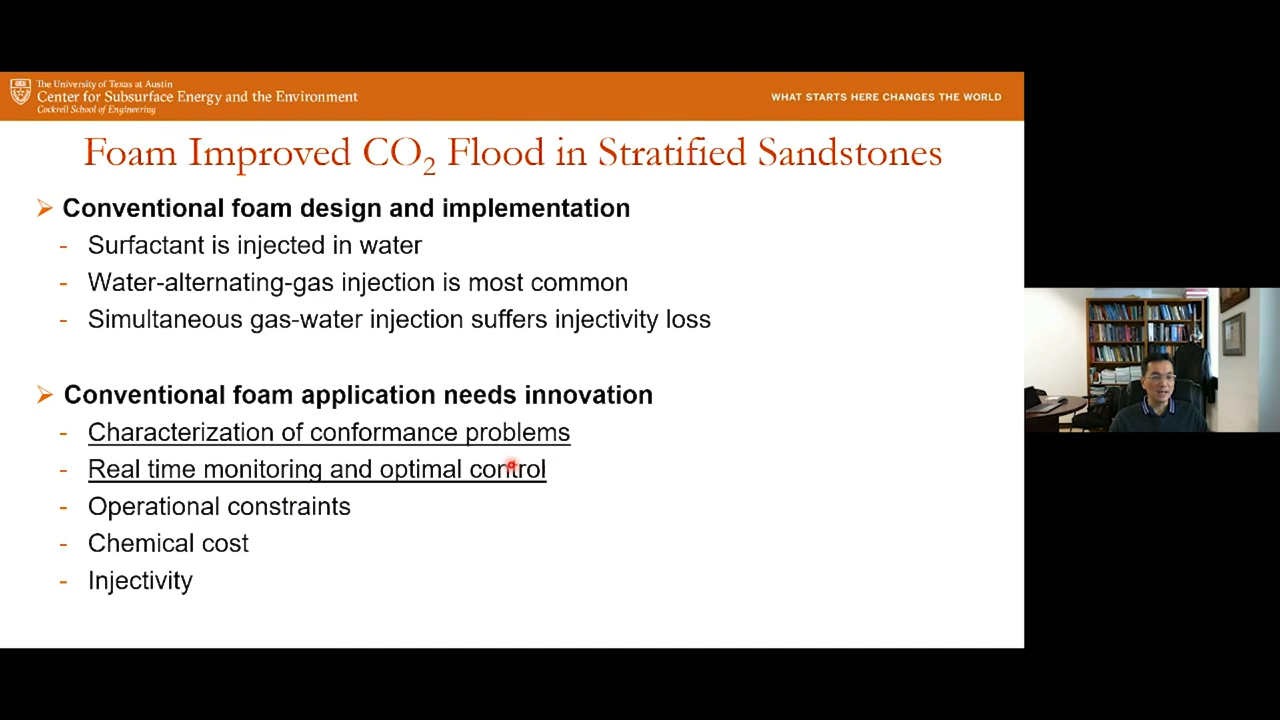 The University of Texas at Austin
Center for Subsurface Energy and the Environment
Cockrell School of Engineering
WHAT STARTS HERE CHANGES THE WORLD
Foam Improved CO₂ Flood in Stratified Sandstones
➢ Conventional foam design and implementation
- Surfactant is injected in water
- Water-alternating-gas injection is most common
- Simultaneous gas-water injection suffers injectivity loss
➢ Conventional foam application needs innovation
- Characterization of conformance problems
- Real time monitoring and optimal control
- Operational constraints
- Chemical cost
- Injectivity